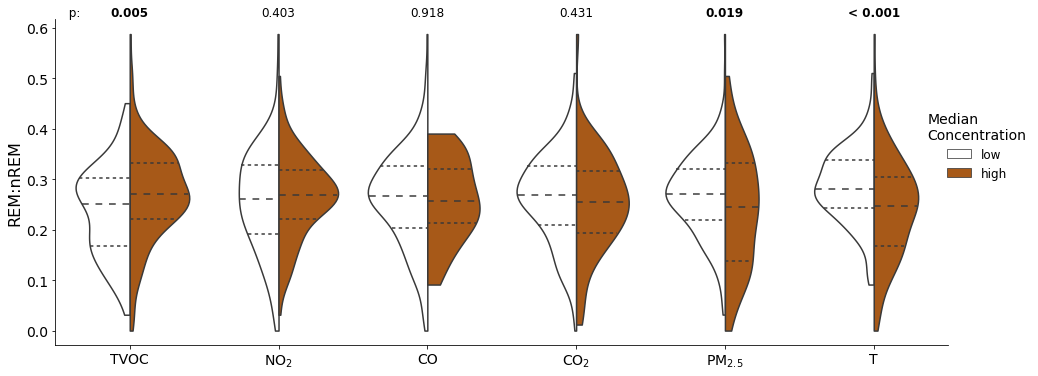 p: 0.005 0.403 0.918 0.431 0.019 < 0.001
0.6
0.5
0.4
0.3
0.2
0.1
0.0
REM:nREM
TVOC NO₂ CO CO₂ PM₂.₅ T
Median
Concentration
low
high